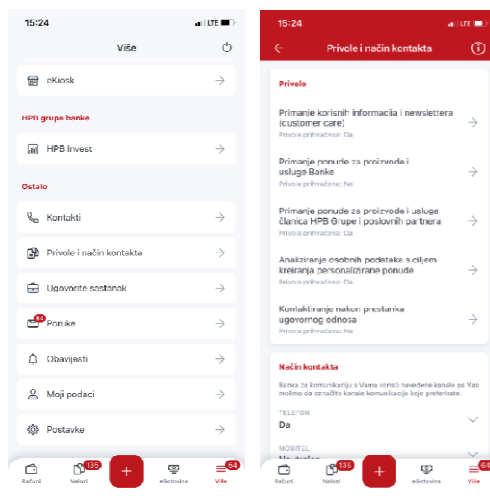 15:24
LTE
Više
eKiosk
HPB grupa banke
HPB Invest
Ostalo
Kontakti
Privole i način kontakta
Ugovorite sastanak
64
Poruke
Obavijesti
Moji podaci
Postavke
135
64
Računi
Nalozi
eGotovina
Više
15:24
LTE
Privole i način kontakta
Privole
Primanje korisnih informacija i newslettera
(customer care)
Privola prihvaćena: Da
Primanje ponude za proizvode i
usluge Banke
Privola prihvaćena: Ne
Primanje ponude za proizvode i usluge
članica HPB Grupe i poslovnih partnera
Privola prihvaćena: Da
Analiziranje osobnih podataka s ciljem
kreiranja personalizirane ponude
Privola prihvaćena: Da
Kontaktiranje nakon prestanka
ugovornog odnosa
Privola prihvaćena: Ne
Način kontakta
Banka za komunikaciju s Vama koristi navedene kanale pa Vas
molimo da označite kanale komunikacije koje preferirate.
TELEFON
Da
MOBITEL
135
64
Računi
Nalozi
eGotovina
Više